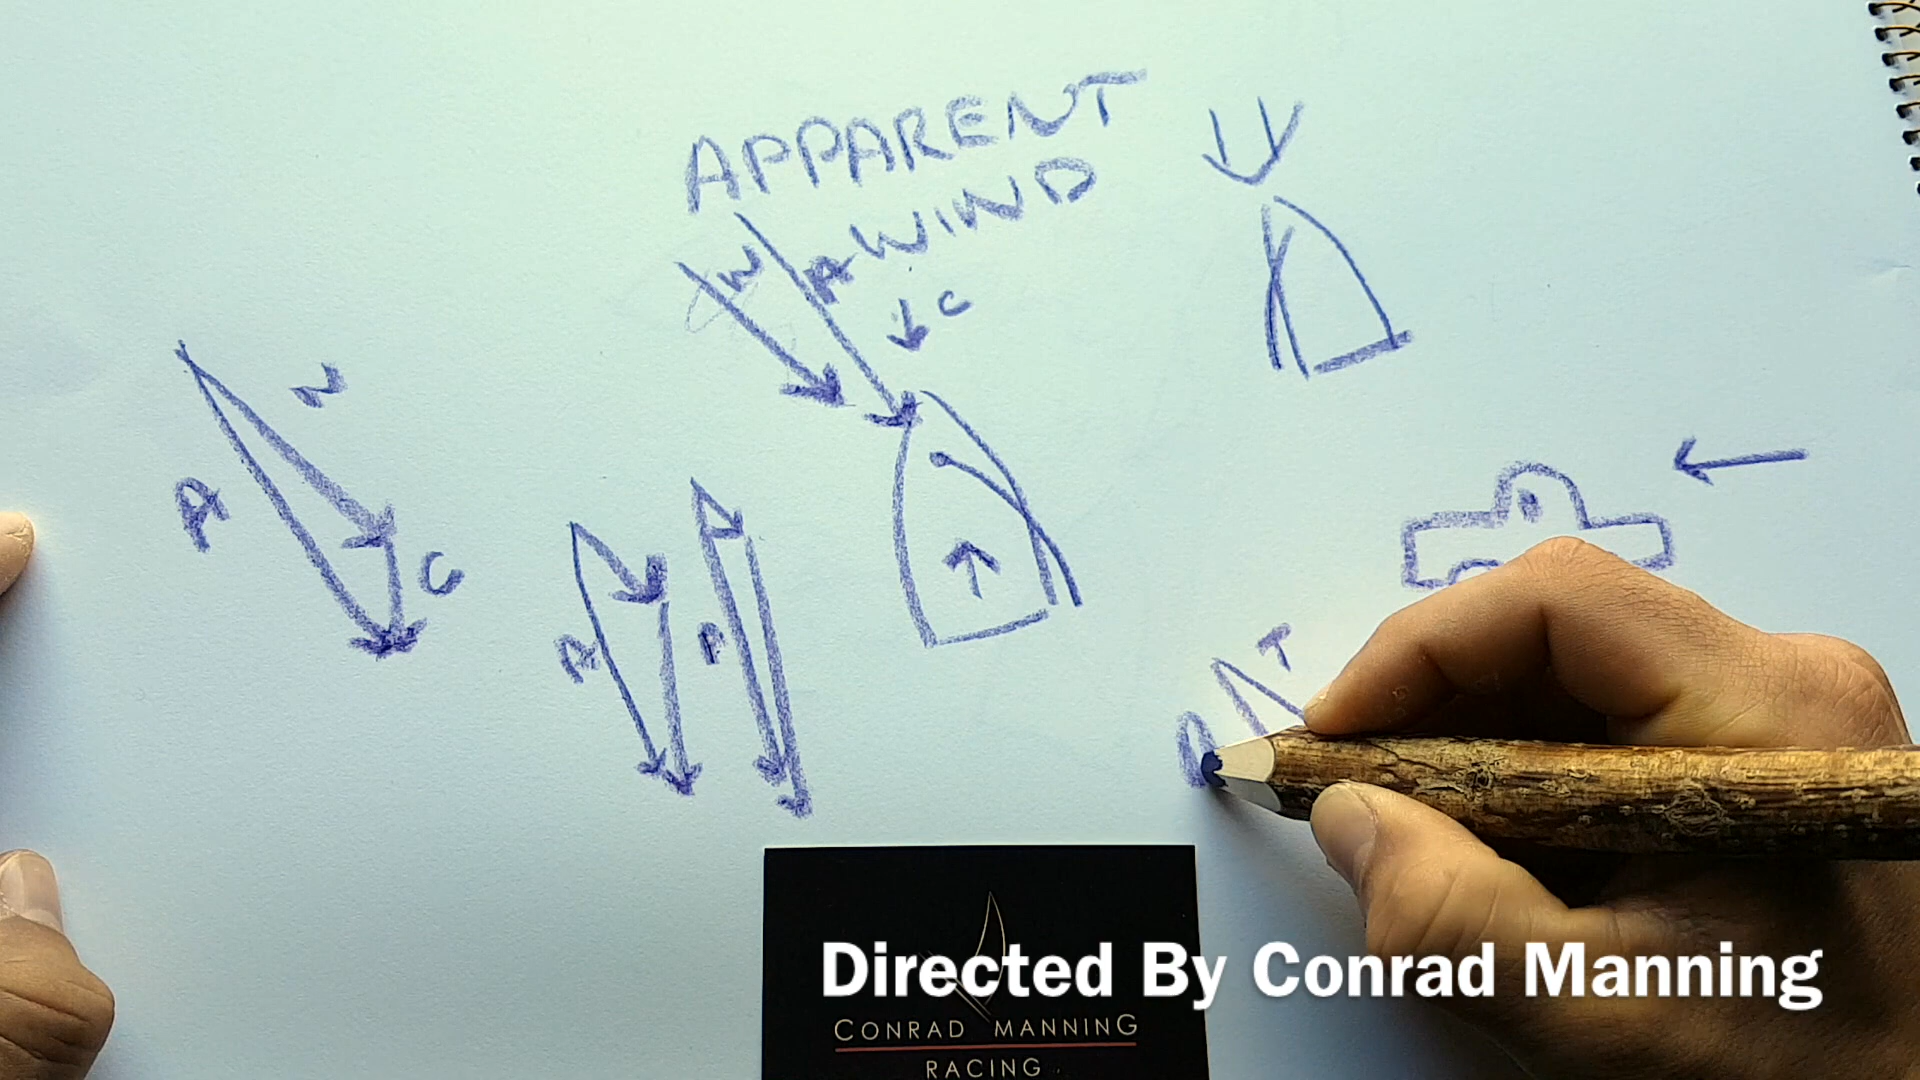 APPARENT
WIND
W
A
C
W
A
C
A
A
T
A
Directed By Conrad Manning
CONRAD MANNING
RACING